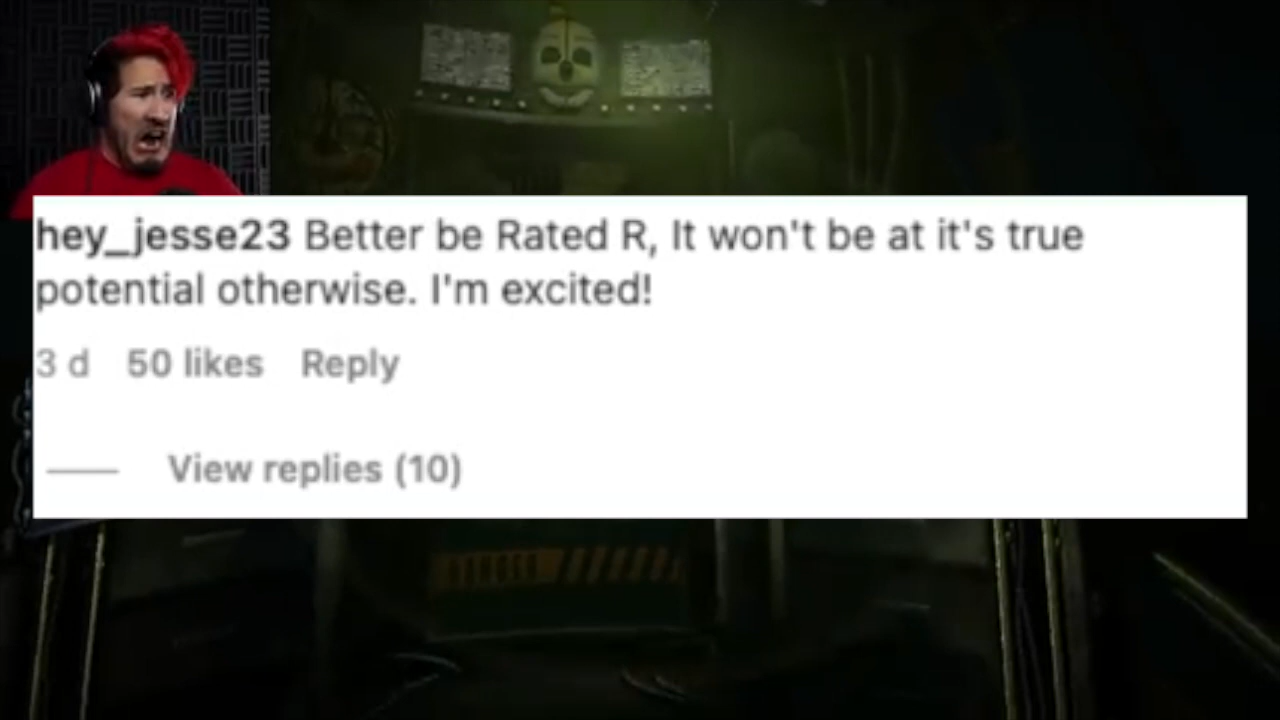 hey_jesse23 Better be Rated R, It won't be at it's true
potential otherwise. I'm excited!
3 d 50 likes Reply
View replies (10)
DANGER